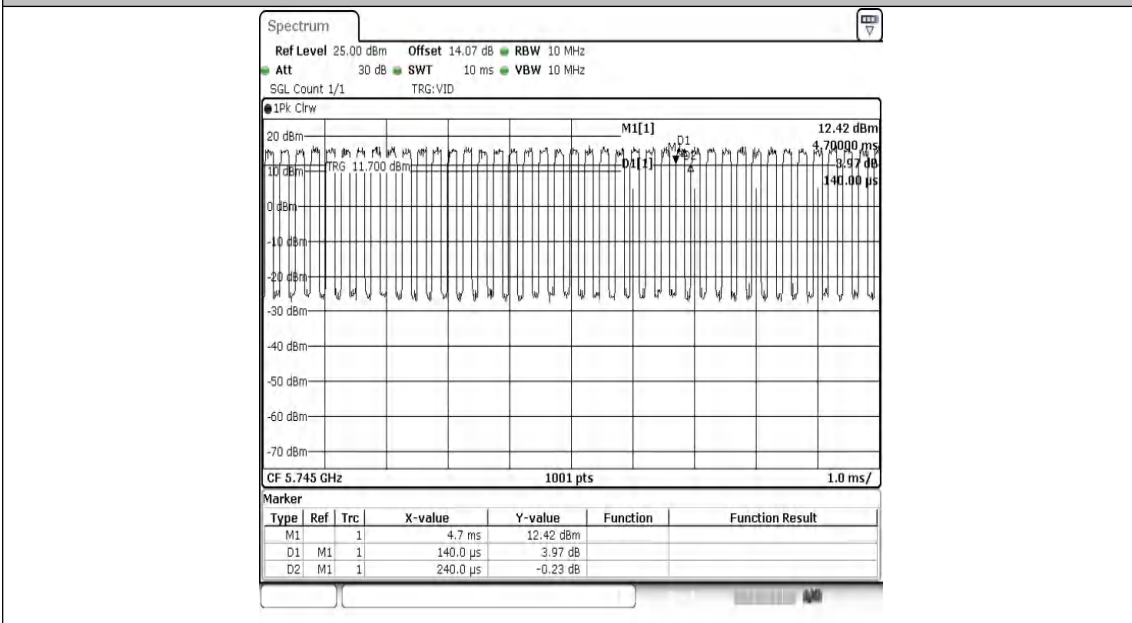 Spectrum
Ref Level 25.00 dBm Offset 14.07 dB RBW 10 MHz
Att 30 dB SWT 10 ms VBW 10 MHz
SGL Count 1/1 TRG:VID
1Pk Clrw
M1[1] 12.42 dBm
4.70000 ms
D1[1] 3.97 dB
140.00 µs
20 dBm
D1
D2
10 dBm
TRG 11.700 dBm
0 dBm
-10 dBm
-20 dBm
-30 dBm
-40 dBm
-50 dBm
-60 dBm
-70 dBm
CF 5.745 GHz 1001 pts 1.0 ms/
Marker
Type Ref Trc X-value Y-value Function Function Result
M1 1 4.7 ms 12.42 dBm
D1 M1 1 140.0 µs 3.97 dB
D2 M1 1 240.0 µs -0.23 dB